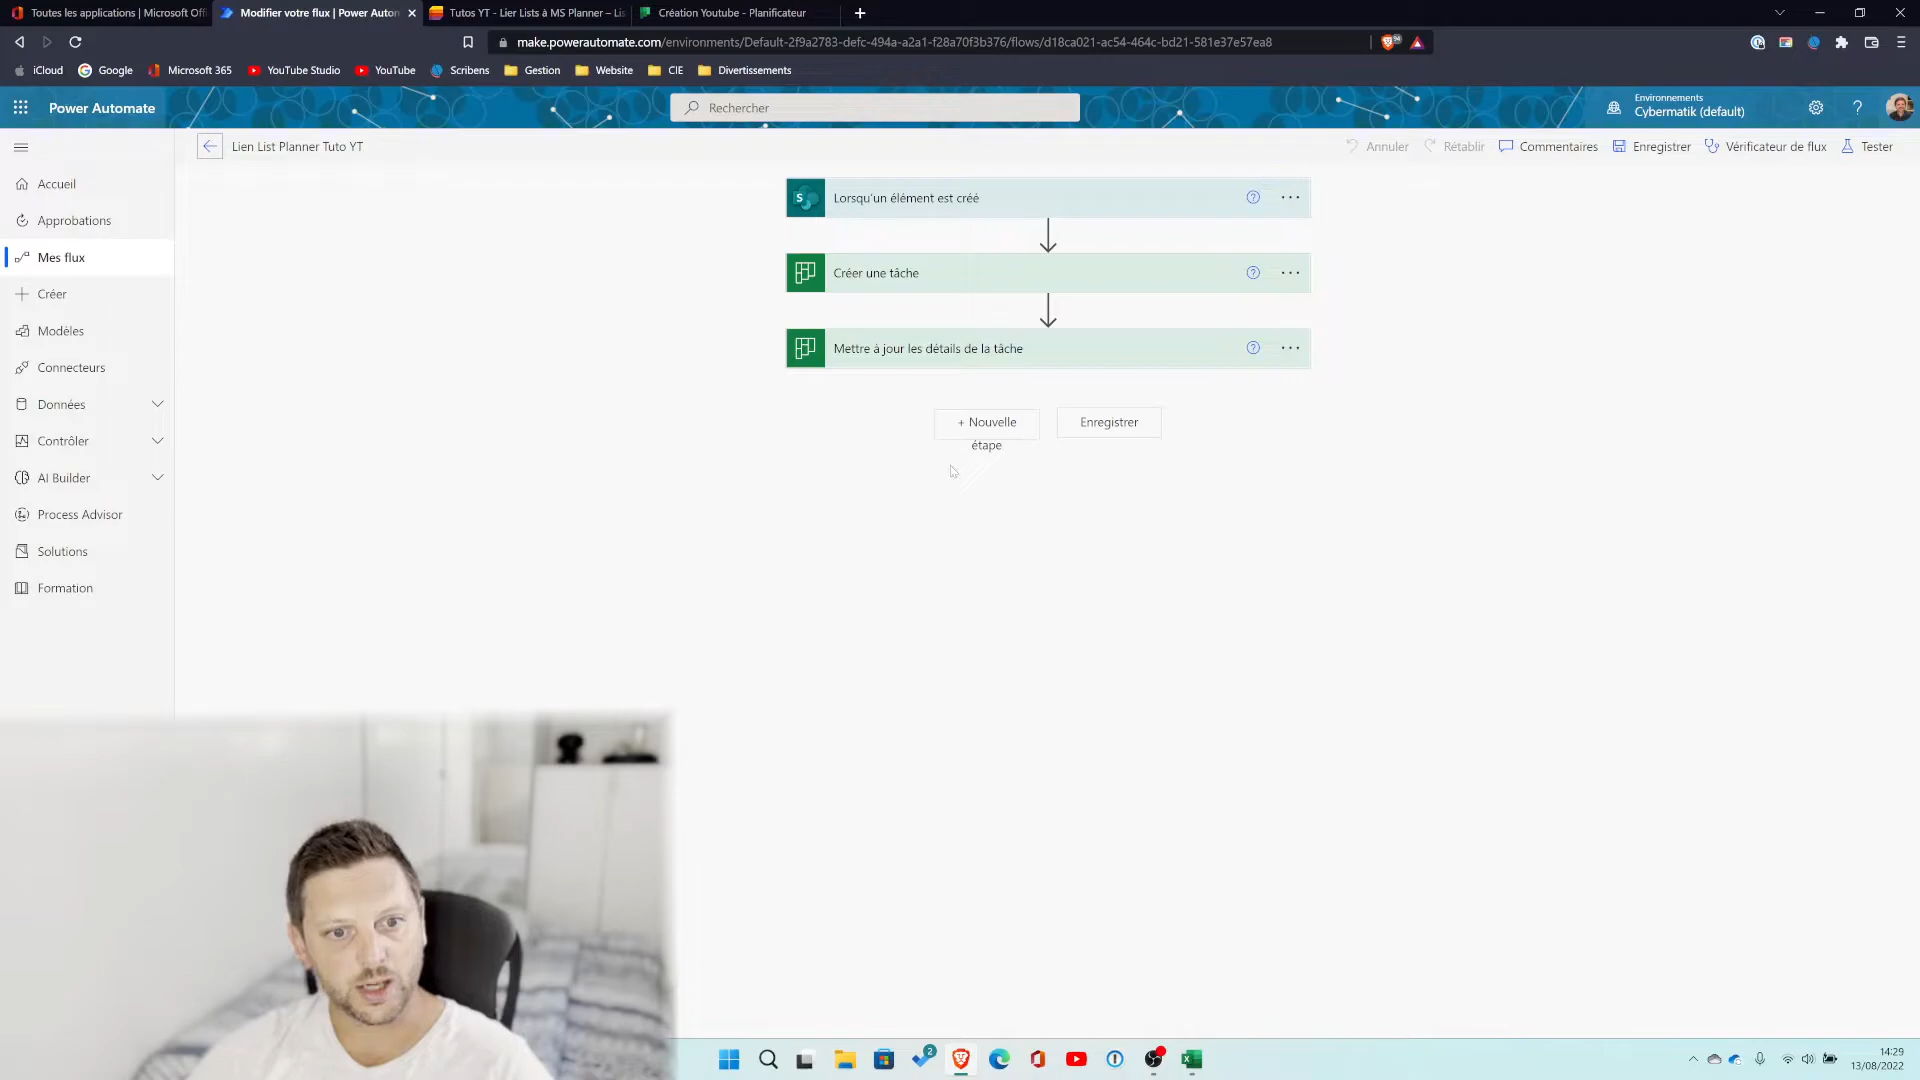 Toutes les applications | Microsoft Off
Modifier votre flux | Power Autom
Tutos YT - Lier Lists à MS Planner – Lis
Création Youtube - Planificateur
make.powerautomate.com/environments/Default-2f9a2783-defc-494a-a2a1-f28a70f3b376/flows/d18ca021-ac54-464c-bd21-581e37e57ea8
iCloud
Google
Microsoft 365
YouTube Studio
YouTube
Scribens
Gestion
Website
CIE
Divertissements
Power Automate
Rechercher
Environnements
Cybermatik (default)
Lien List Planner Tuto YT
Annuler
Rétablir
Commentaires
Enregistrer
Vérificateur de flux
Tester
Accueil
Approbations
Mes flux
Créer
Modèles
Connecteurs
Données
Contrôler
AI Builder
Process Advisor
Solutions
Formation
Lorsqu'un élément est créé
Créer une tâche
Mettre à jour les détails de la tâche
+ Nouvelle
étape
Enregistrer
2
14:29
13/08/2022